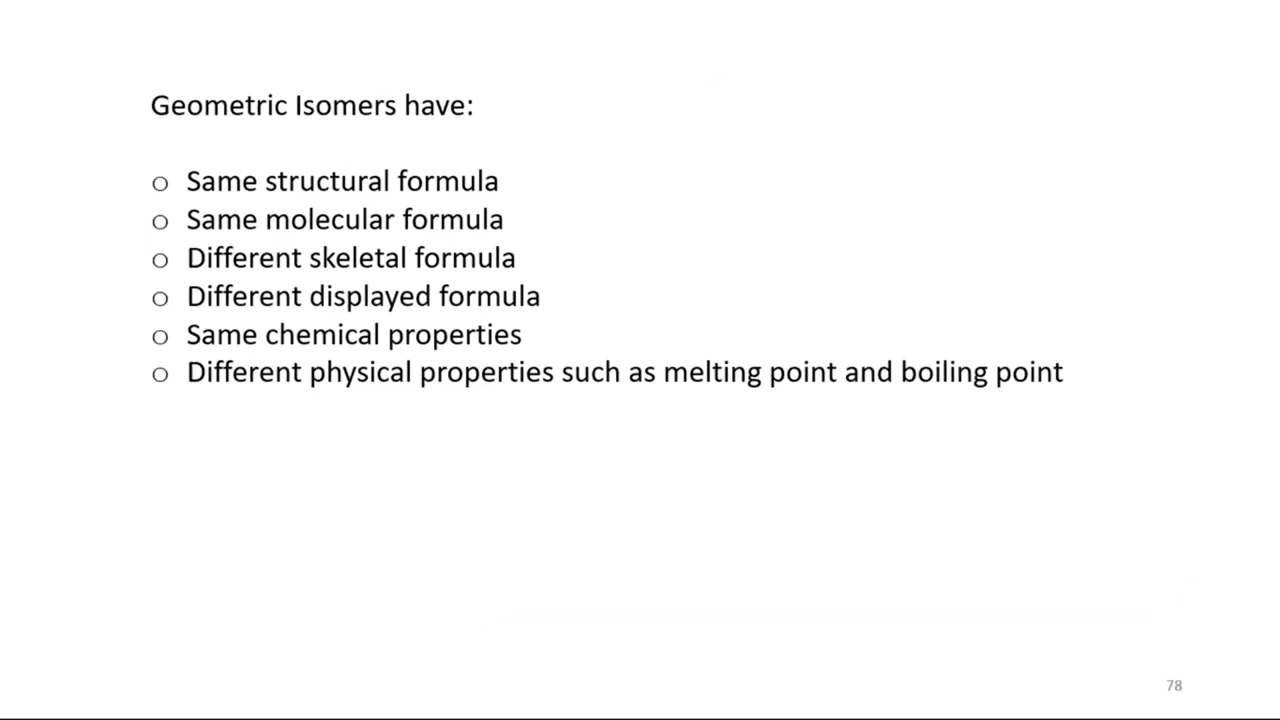 Geometric Isomers have:
o Same structural formula
o Same molecular formula
o Different skeletal formula
o Different displayed formula
o Same chemical properties
o Different physical properties such as melting point and boiling point
78